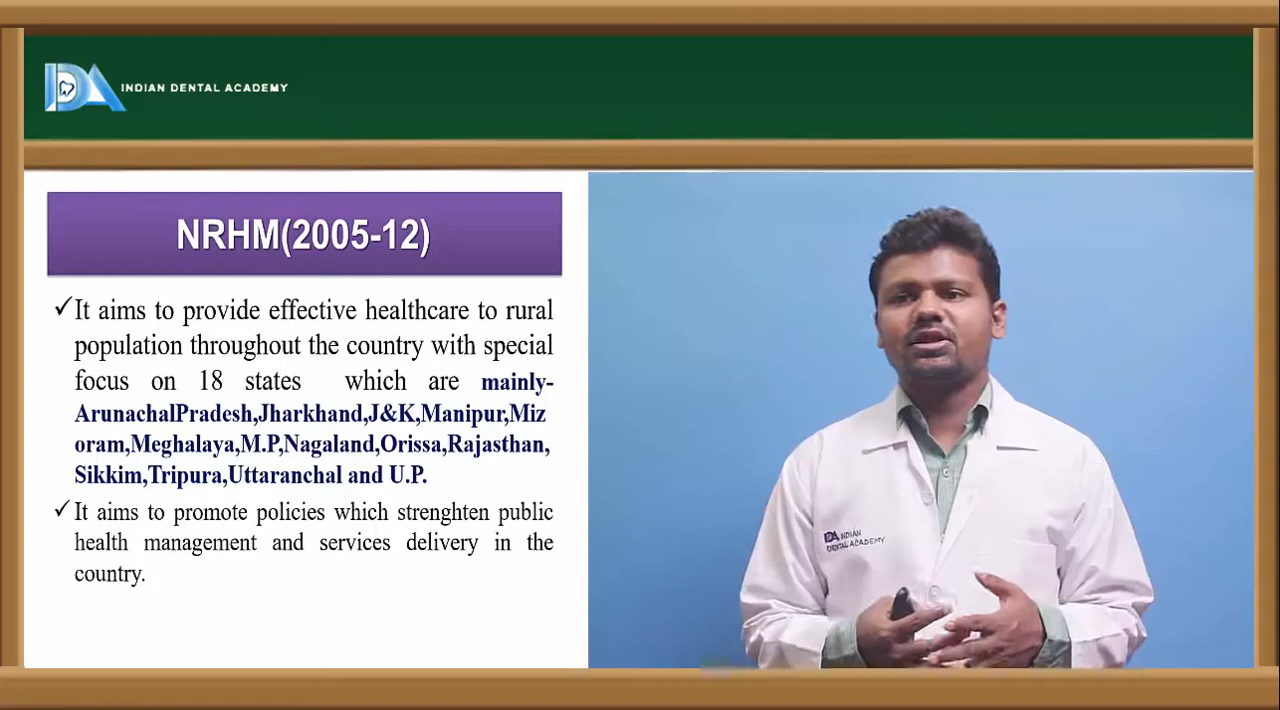 IDA INDIAN DENTAL ACADEMY
NRHM(2005-12)
✓It aims to provide effective healthcare to rural
population throughout the country with special
focus on 18 states which are mainly-
ArunachalPradesh,Jharkhand,J&K,Manipur,Miz
oram,Meghalaya,M.P,Nagaland,Orissa,Rajasthan,
Sikkim,Tripura,Uttaranchal and U.P.
✓It aims to promote policies which strenghten public
health management and services delivery in the
country.
IDA INDIAN
DENTAL ACADEMY